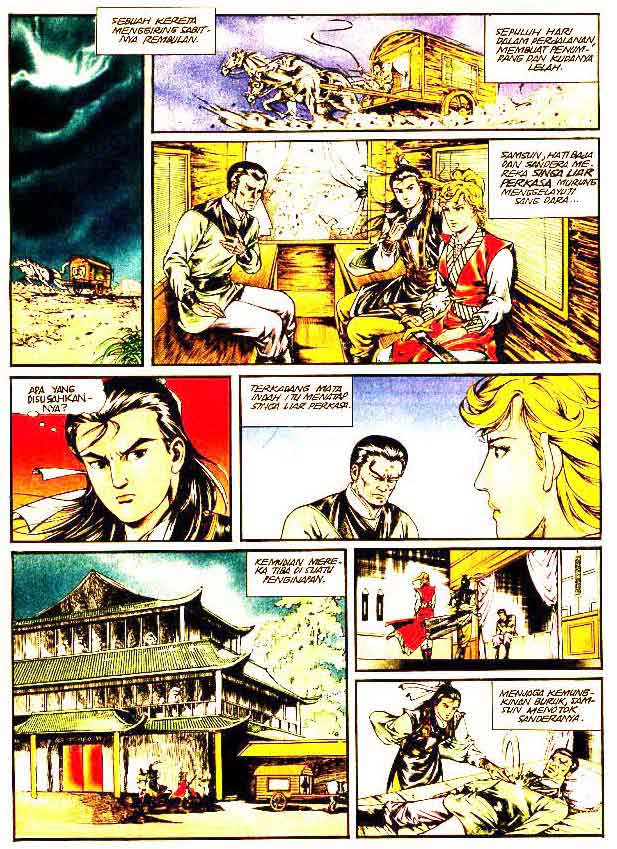 SEBUAH KERETA
MENGGIRING SABIT-
NYA REMBULAN.
SEPULUH HARI
DALAM PERJALANAN,
MEMBUAT PENUM-
PANG DAN KUDANYA
LELAH.
SAMSUN, HATI BAJA
DAN SANDERA ME-
REKA SINGA LIAR
PERKASA MURUNG
MENGGELAYUTI
SANG DARA...
APA YANG
DISUSAHKAN-
NYA?
TERKADANG MATA
INDAH ITU MENATAP
SINGA LIAR PERKASA.
KEMUDIAN MERE-
KA TIBA DI SUATU
PENGINAPAN.
MENJAGA KEMUNG-
KINAN BURUK, SAM-
SUN MENOTOK
SANDERANYA.